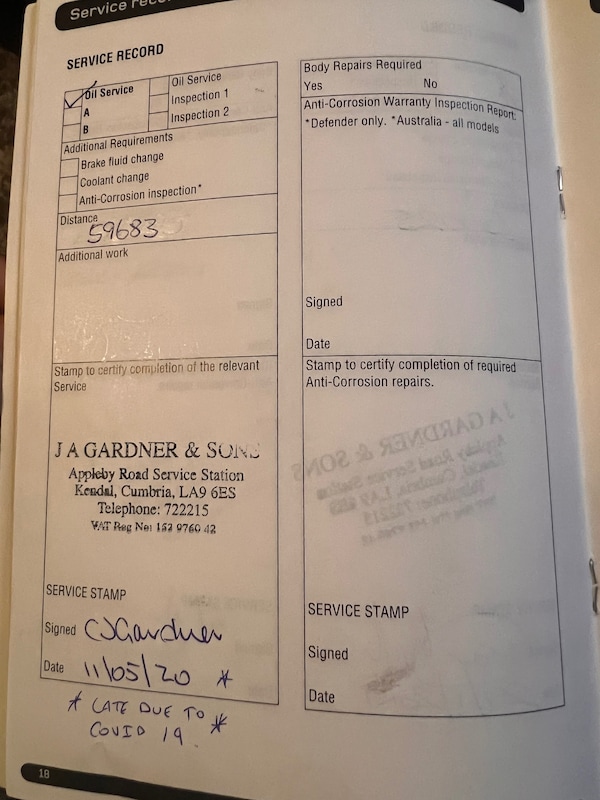 Service
SERVICE RECORD
Oil Service
A
B
Oil Service
Inspection 1
Inspection 2
Additional Requirements
Brake fluid change
Coolant change
Anti-Corrosion inspection*
Distance
59683
Additional work
Stamp to certify completion of the relevant
Service
J A GARDNER & SONS
Appleby Road Service Station
Kendal, Cumbria, LA9 6ES
Telephone: 722215
VAT Reg No: 152 9760 42
SERVICE STAMP
Signed CJGardner
Date 11/05/20 *
* LATE DUE TO *
COVID 19.
18
Body Repairs Required
Yes No
Anti-Corrosion Warranty Inspection Report:
*Defender only. *Australia - all models
Signed
Date
Stamp to certify completion of required
Anti-Corrosion repairs.
SERVICE STAMP
Signed
Date